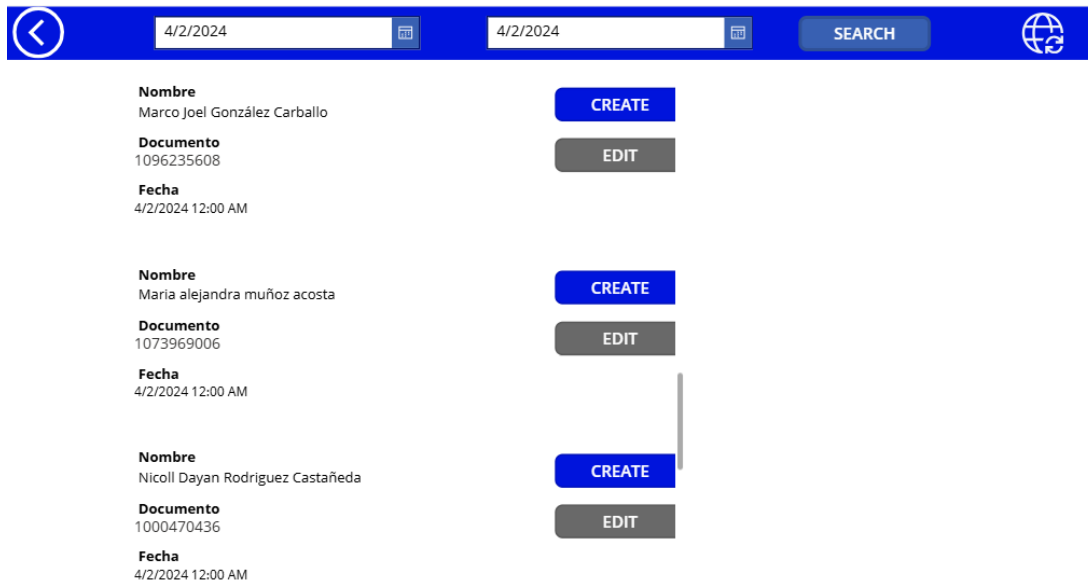 4/2/2024
4/2/2024
SEARCH
Nombre
Marco Joel González Carballo
CREATE
Documento
1096235608
EDIT
Fecha
4/2/2024 12:00 AM
Nombre
Maria alejandra muñoz acosta
CREATE
Documento
1073969006
EDIT
Fecha
4/2/2024 12:00 AM
Nombre
Nicoll Dayan Rodriguez Castañeda
CREATE
Documento
1000470436
EDIT
Fecha
4/2/2024 12:00 AM